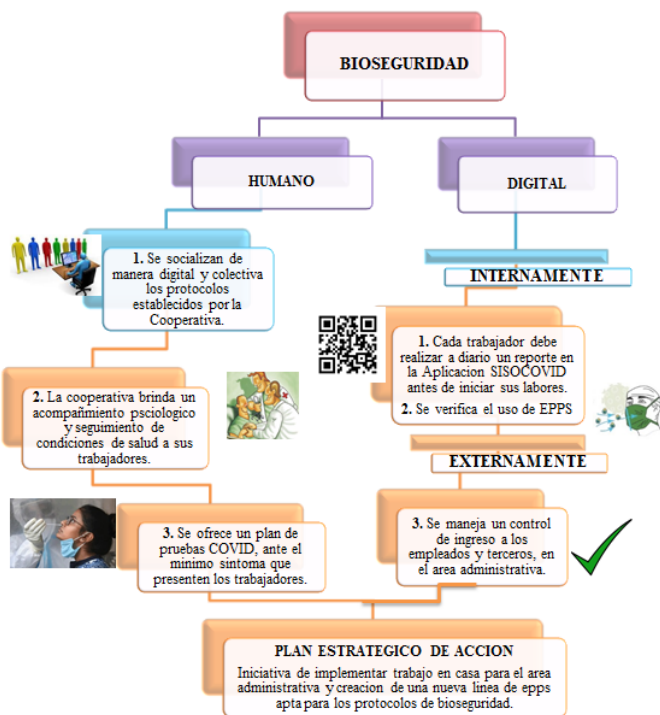 BIOSEGURIDAD
HUMANO
DIGITAL
1. Se socializan de
manera digital y colectiva
los protocolos
establecidos por la
Cooperativa.
2. La cooperativa brinda un
acompañamiento psciologico
y seguimiento de
condiciones de salud a sus
trabajadores.
3. Se ofrece un plan de
pruebas COVID, ante el
minimo sintoma que
presenten los trabajadores.
INTERNAMENTE
1. Cada trabajador debe
realizar a diario un reporte en
la Aplicacion SISOCOVID
antes de iniciar sus labores.
2. Se verifica el uso de EPPS
EXTERNAMENTE
3. Se maneja un control
de ingreso a los
empleados y terceros, en
el area administrativa.
PLAN ESTRATEGICO DE ACCION
Iniciativa de implementar trabajo en casa para el area
administrativa y creacion de una nueva linea de epps
apta para los protocolos de bioseguridad.